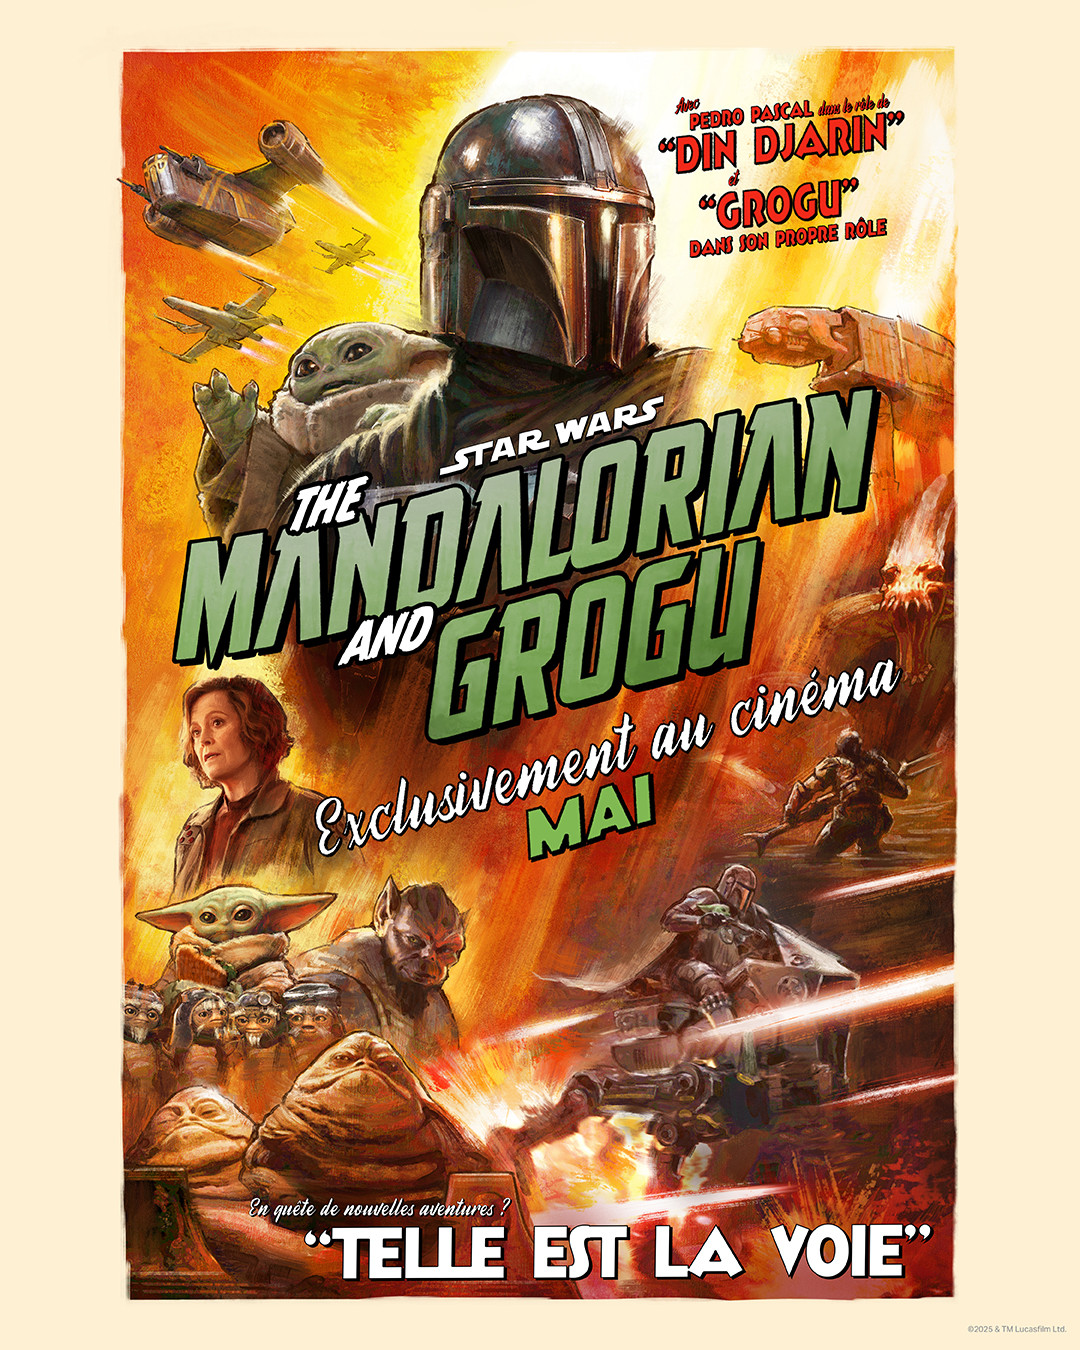 Avec
PEDRO PASCAL dans le rôle de
“DIN DJARIN”
et
“GROGU”
DANS SON PROPRE RÔLE
STAR WARS
THE
MANDALORIAN
AND
GROGU
Exclusivement au cinéma
MAI
En quête de nouvelles aventures ?
“TELLE EST LA VOIE”
©2025 & TM Lucasfilm Ltd.